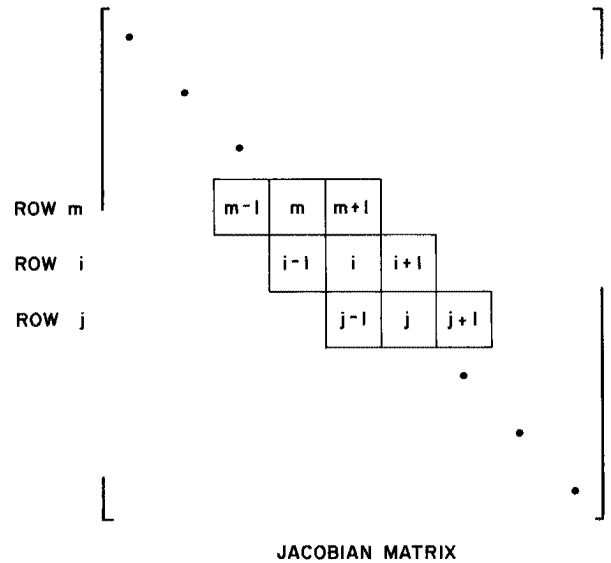 ROW m m-1 m m+1
ROW i i-1 i i+1
ROW j j-1 j j+1
JACOBIAN MATRIX